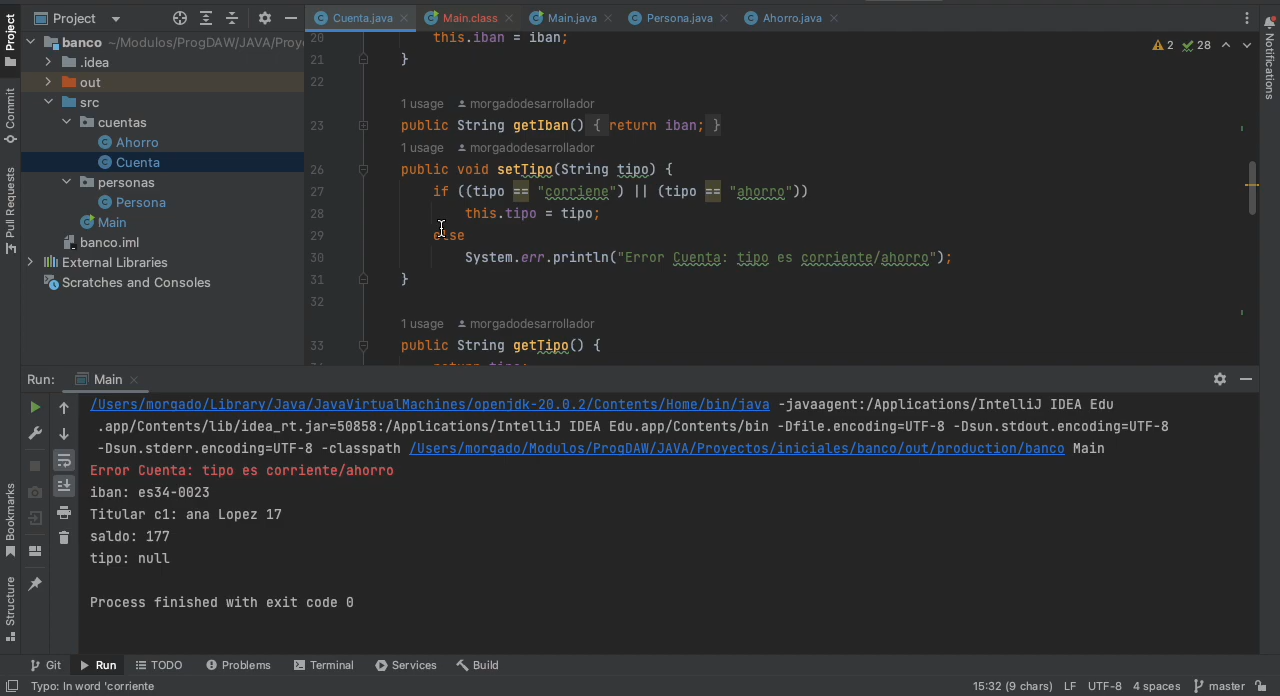 Project
Cuenta.java
Main.class
Main.java
Persona.java
Ahorro.java
banco ~/Modulos/ProgDAW/JAVA/Proye
.idea
out
src
cuentas
Ahorro
Cuenta
personas
Persona
Main
banco.iml
External Libraries
Scratches and Consolas
20 this.iban = iban;
21 }
22
1 usage morgadodesarrollador
23 public String getIban() { return iban; }
1 usage morgadodesarrollador
26 public void setTipo(String tipo) {
27 if ((tipo == "corriene") || (tipo == "ahorro"))
28 this.tipo = tipo;
29 else
30 System.err.println("Error Cuenta: tipo es corriente/ahorro");
31 }
32
1 usage morgadodesarrollador
33 public String getTipo() {
2 28
Project
Commit
Pull Requests
Bookmarks
Structure
Notifications
Run: Main
/Users/morgado/Library/Java/JavaVirtualMachines/openjdk-20.0.2/Contents/Home/bin/java -javaagent:/Applications/IntelliJ IDEA Edu
.app/Contents/lib/idea_rt.jar=50858:/Applications/IntelliJ IDEA Edu.app/Contents/bin -Dfile.encoding=UTF-8 -Dsun.stdout.encoding=UTF-8
-Dsun.stderr.encoding=UTF-8 -classpath /Users/morgado/Modulos/ProgDAW/JAVA/Proyectos/iniciales/banco/out/production/banco Main
Error Cuenta: tipo es corriente/ahorro
iban: es34-0023
Titular c1: ana Lopez 17
saldo: 177
tipo: null
Process finished with exit code 0
Git
Run
TODO
Problems
Terminal
Services
Build
Typo: In word 'corriente
15:32 (9 chars) LF UTF-8 4 spaces master